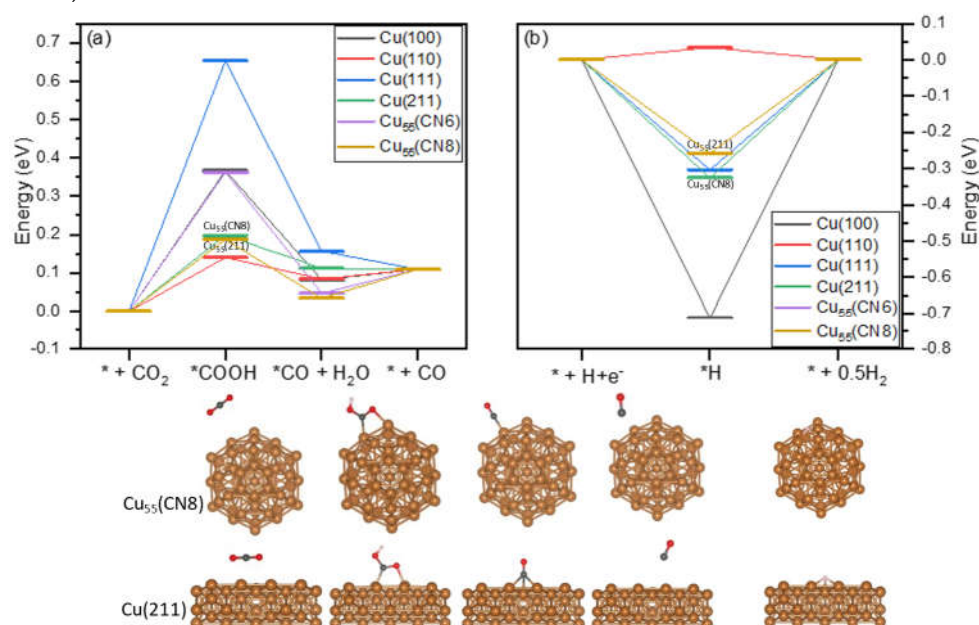 (a)
Cu(100)
Cu(110)
Cu(111)
Cu(211)
Cu₅₅(CN6)
Cu₅₅(CN8)
Energy (eV)
0.7
0.6
0.5
0.4
0.3
0.2
0.1
0.0
-0.1
Cu₅₅(CN8)
Cu₅₅(211)
* + CO₂
*COOH
*CO + H₂O
* + CO
(b)
Cu₅₅(211)
Cu₅₅(CN8)
Cu(100)
Cu(110)
Cu(111)
Cu(211)
Cu₅₅(CN6)
Cu₅₅(CN8)
0.1
0.0
-0.1
-0.2
-0.3
-0.4
-0.5
-0.6
-0.7
-0.8
Energy (eV)
* + H+e⁻
*H
* + 0.5H₂
Cu₅₅(CN8)
Cu(211)